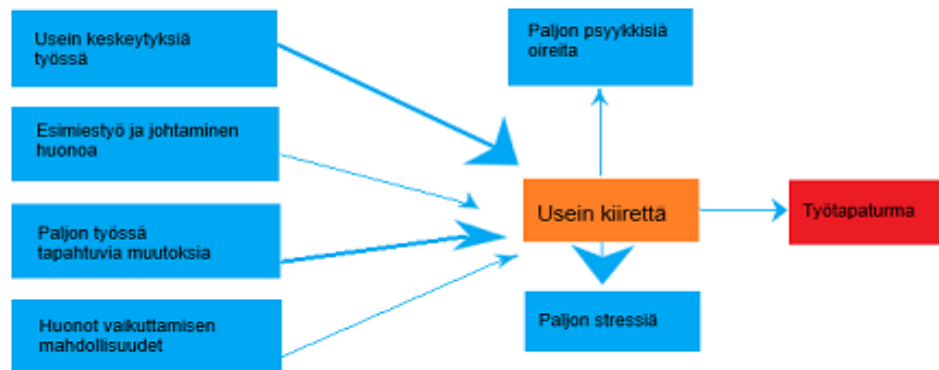 Usein keskeytyksiä
työssä
Esimiestyö ja johtaminen
huonoa
Paljon työssä
tapahtuvia muutoksia
Huonot vaikuttamisen
mahdollisuudet
Paljon psyykkisiä
oireita
Usein kiirettä
Paljon stressiä
Työtapaturma